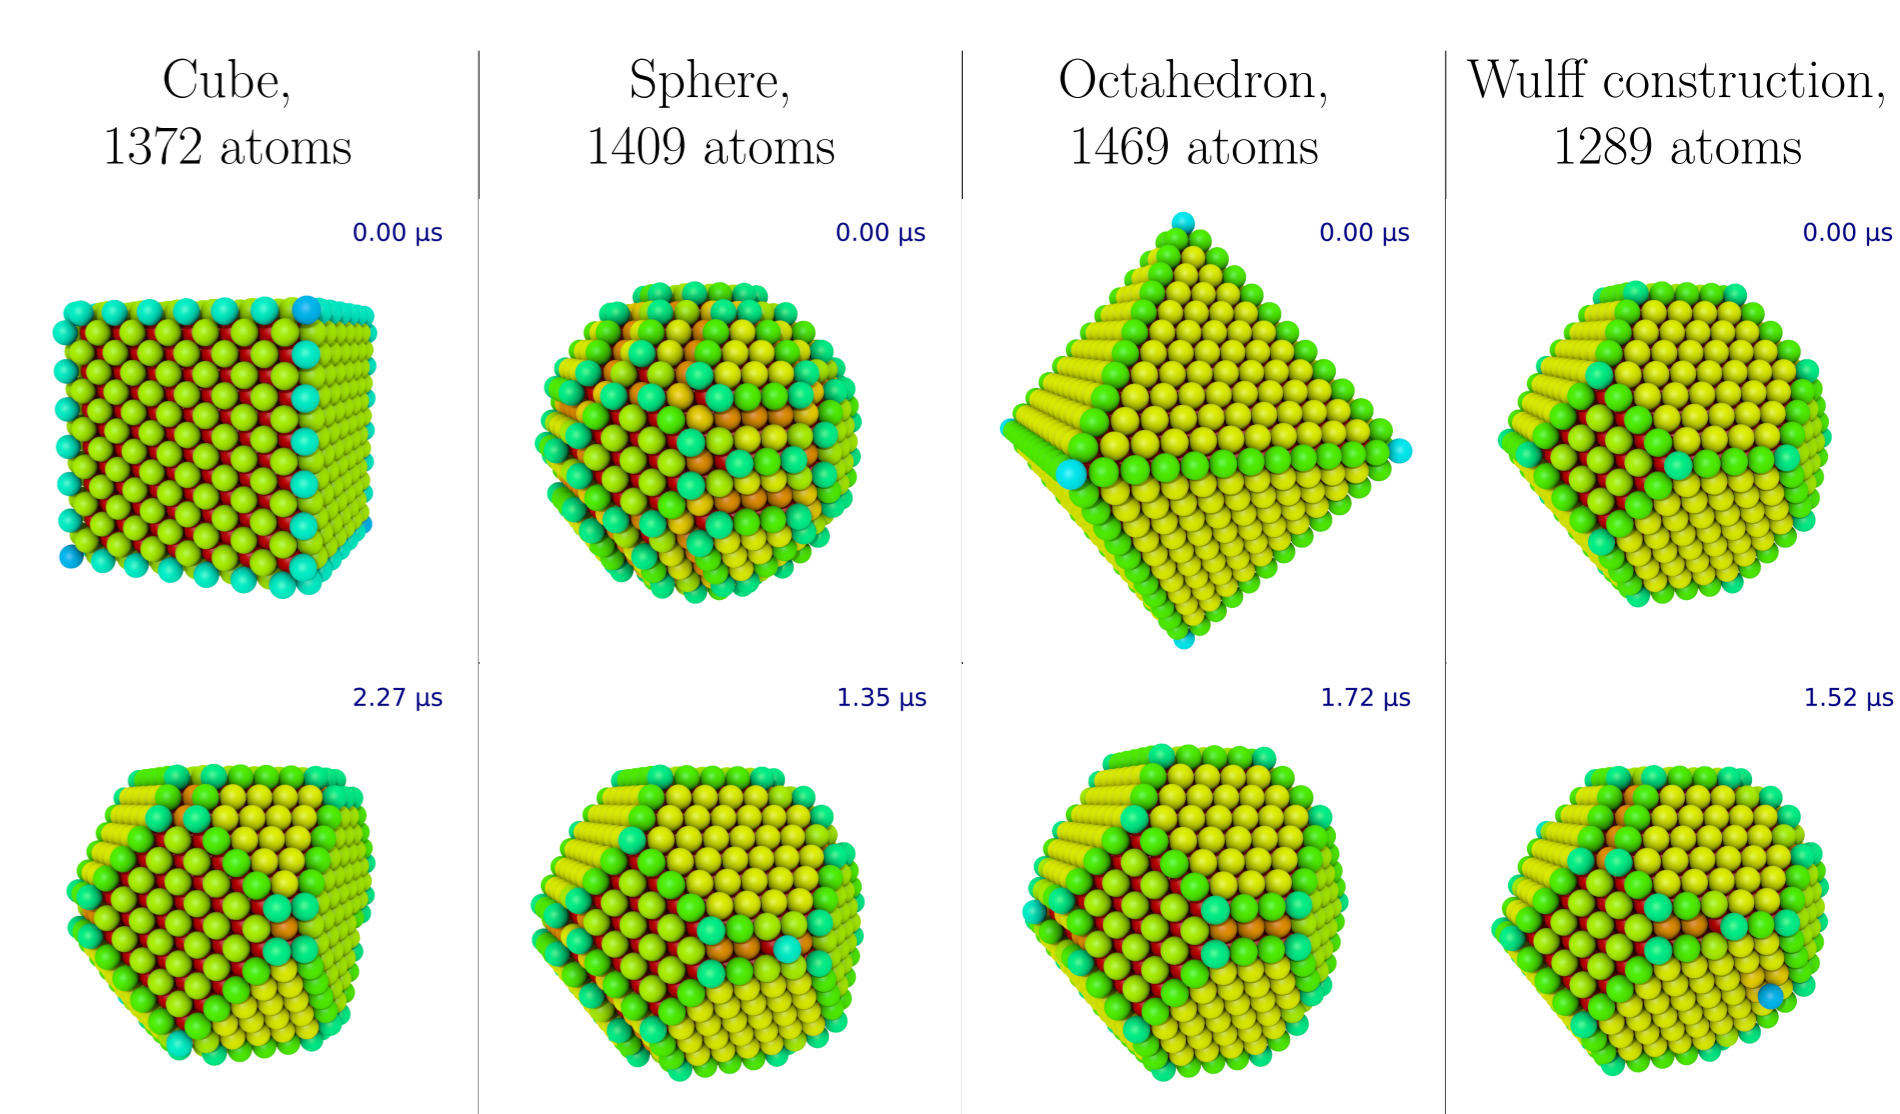 Cube,
1372 atoms
Sphere,
1409 atoms
Octahedron,
1469 atoms
Wulff construction,
1289 atoms
0.00 μs
0.00 μs
0.00 μs
0.00 μs
2.27 μs
1.35 μs
1.72 μs
1.52 μs